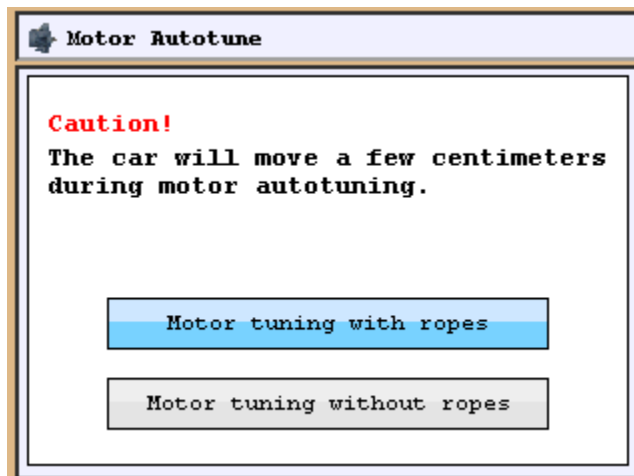 Motor Autotune
Caution!
The car will move a few centimeters
during motor autotuning.
Motor tuning with ropes
Motor tuning without ropes